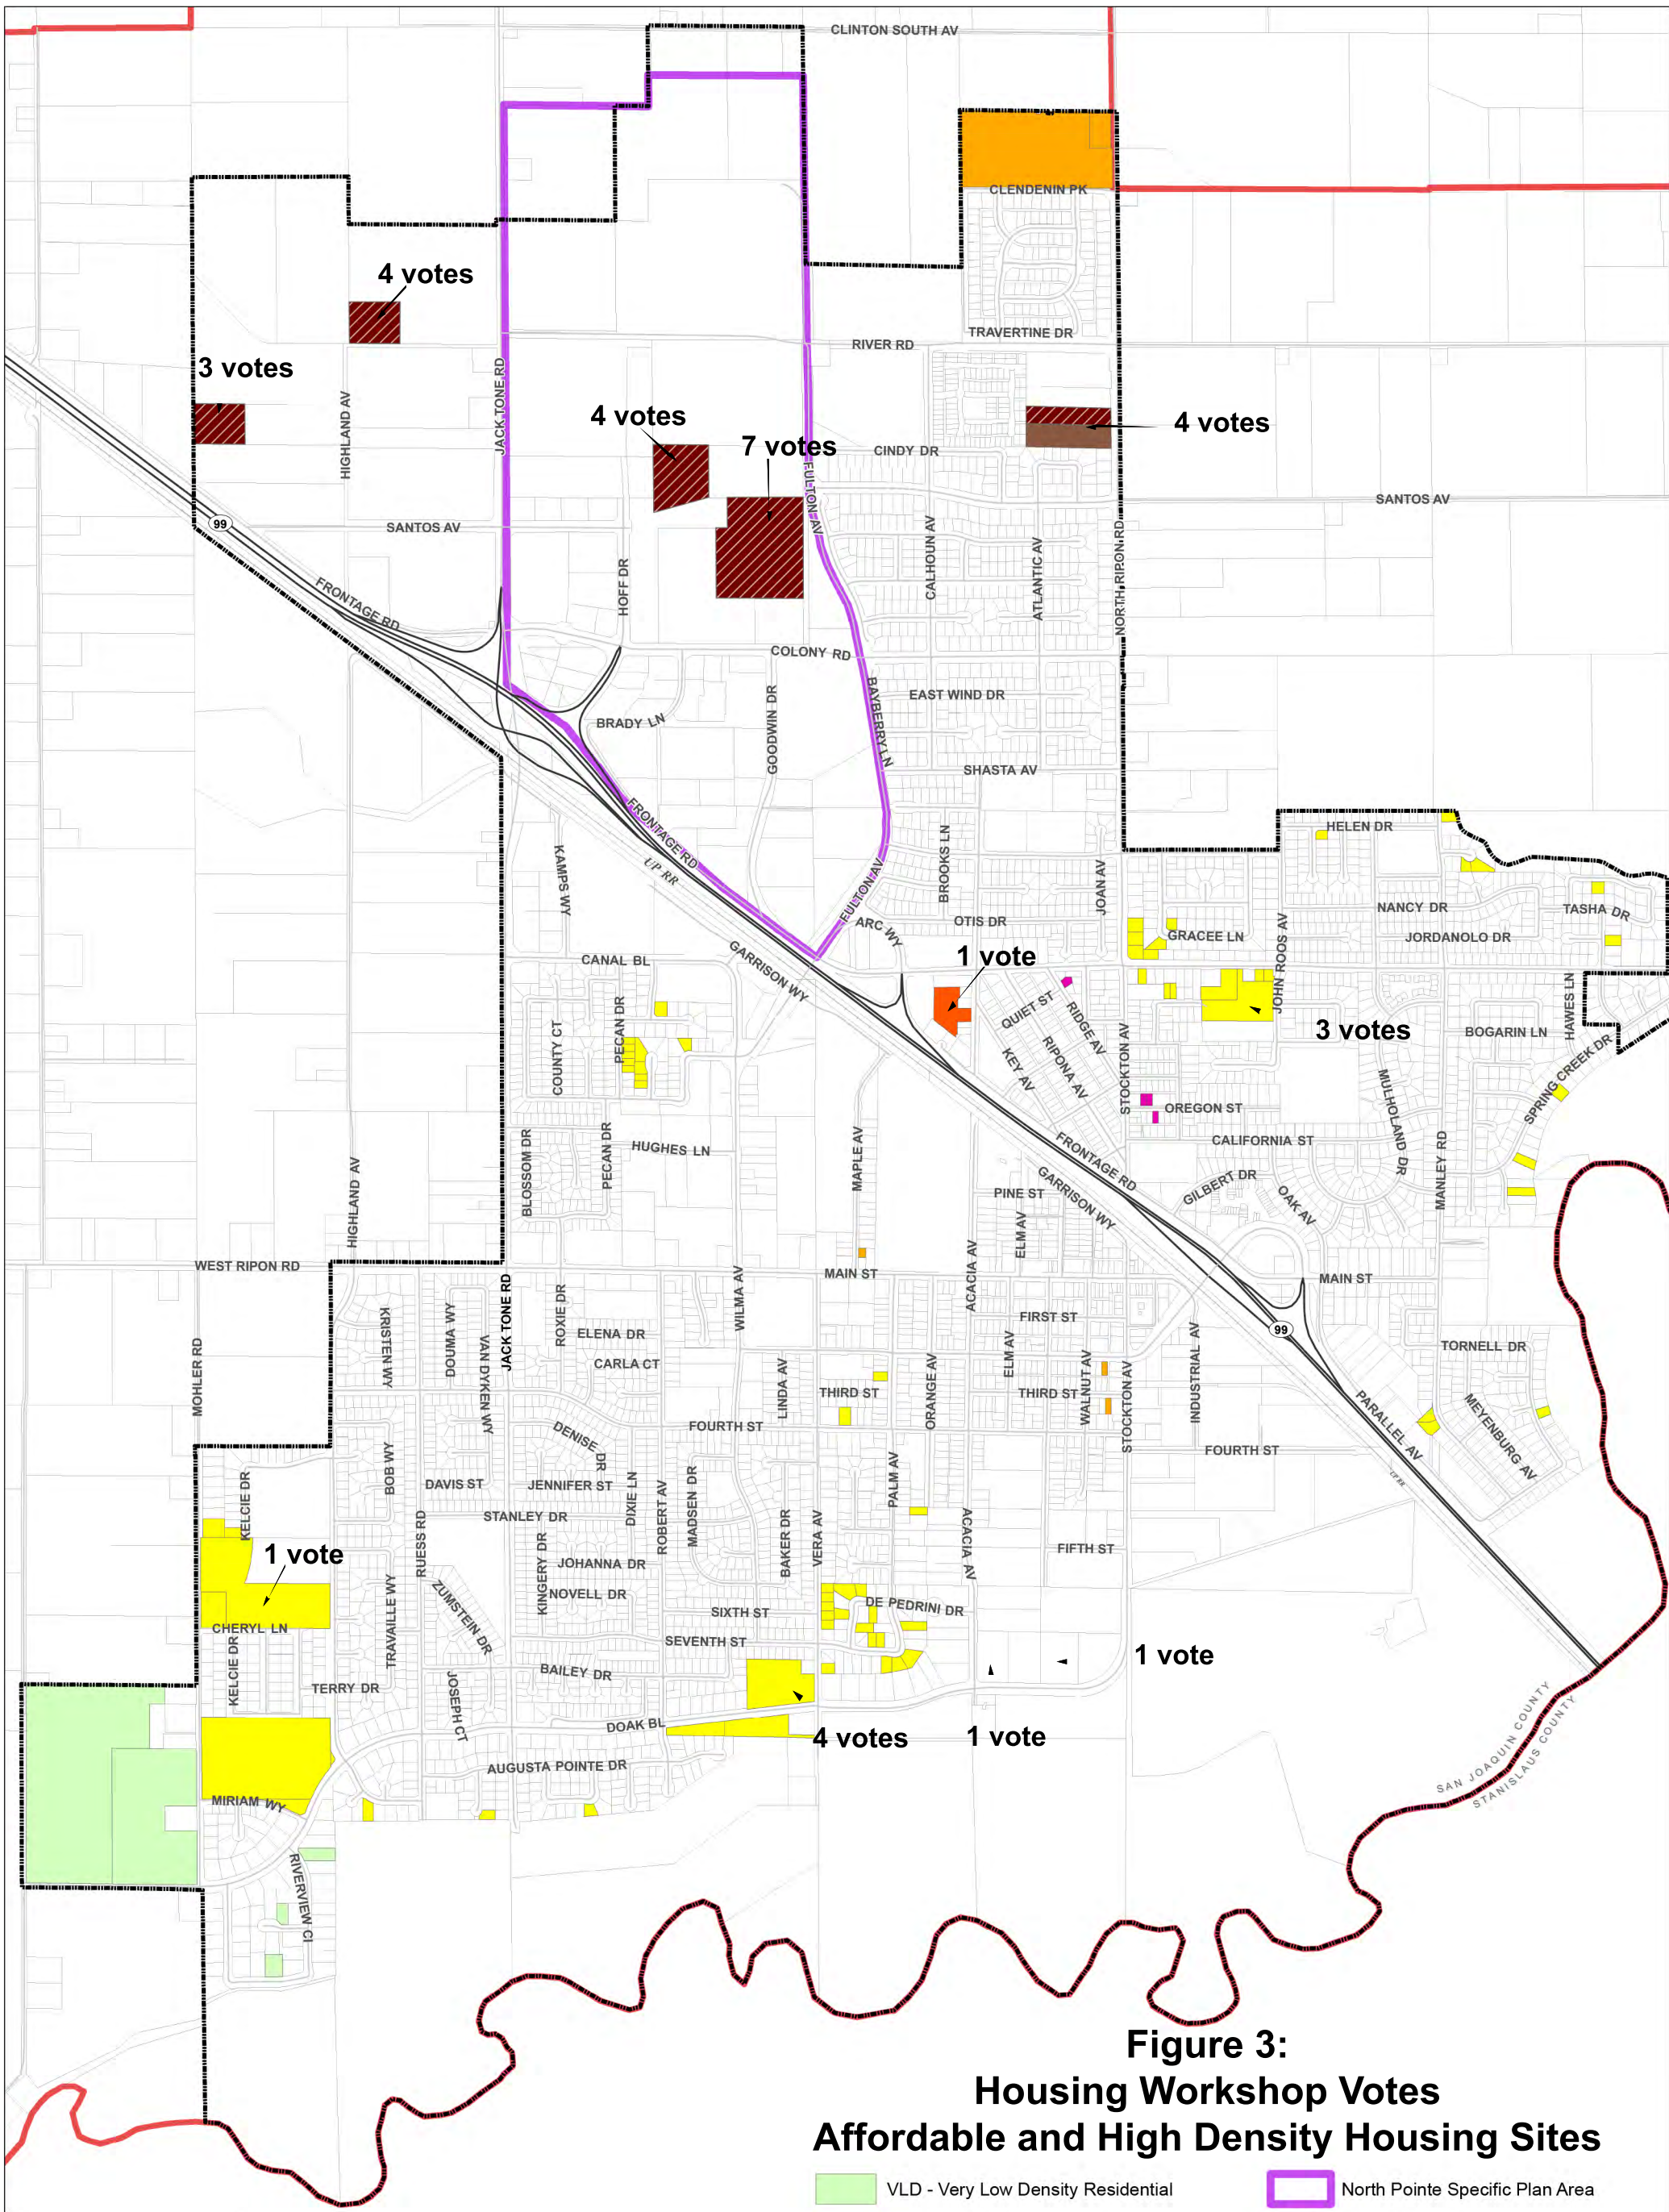 CLINTON SOUTH AV
CLENDENIN PK
4 votes
TRAVERTINE DR
RIVER RD
3 votes
JACK TONE RD
HIGHLAND AV
4 votes
4 votes
7 votes
CINDY DR
FULTON AV
SANTOS AV
99
SANTOS AV
CALHOUN AV
ATLANTIC AV
NORTH RIPON RD
HOFF DR
FRONTAGE RD
COLONY RD
BAYBERRY LN
EAST WIND DR
BRADY LN
GOODWIN DR
SHASTA AV
FRONTAGE RD
UP RR
HELEN DR
KAMPS WY
BROOKS LN
JOAN AV
FULTON AV
NANCY DR
TASHA DR
ARC WY
OTIS DR
GRACEE LN
JOHN ROOS AV
JORDANOLO DR
CANAL BL
GARRISON WY
1 vote
QUIET ST
RIDGE AV
HAWES LN
3 votes
BOGARIN LN
COUNTY CT
PECAN DR
KEY AV
RIPONA AV
STOCKTON AV
SPRING CREEK DR
OREGON ST
MULHOLAND DR
CALIFORNIA ST
HUGHES LN
BLOSSOM DR
PECAN DR
MAPLE AV
FRONTAGE RD
GARRISON WY
GILBERT DR
OAK AV
MANLEY RD
HIGHLAND AV
PINE ST
ELM AV
ACACIA AV
WEST RIPON RD
MAIN ST
MAIN ST
JACK TONE RD
WILMA AV
KRISTEN WY
DOUMA WY
VAN DYKEN WY
ROXIE DR
ELENA DR
FIRST ST
99
CARLA CT
MOHLER RD
LINDA AV
THIRD ST
ORANGE AV
ELM AV
THIRD ST
WALNUT AV
STOCKTON AV
INDUSTRIAL AV
TORNELL DR
PARALLEL AV
MEYENBURG AV
FOURTH ST
DENISE DR
FOURTH ST
UP RR
BOB WY
KELCIE DR
DAVIS ST
JENNIFER ST
DIXIE LN
ROBERT AV
MADSEN DR
PALM AV
STANLEY DR
RUESS RD
BAKER DR
VERA AV
ACACIA AV
FIFTH ST
1 vote
JOHANNA DR
KINGERY DR
NOVELL DR
ZUMSTEIN DR
TRAVAILLE WY
SIXTH ST
DE PEDRINI DR
CHERYL LN
KELCIE DR
SEVENTH ST
1 vote
BAILEY DR
TERRY DR
JOSEPH CT
DOAK BL
4 votes
1 vote
AUGUSTA POINTE DR
MIRIAM WY
SAN JOAQUIN COUNTY
STANISLAUS COUNTY
RIVERVIEW CI
Figure 3:
Housing Workshop Votes
Affordable and High Density Housing Sites
VLD - Very Low Density Residential
North Pointe Specific Plan Area